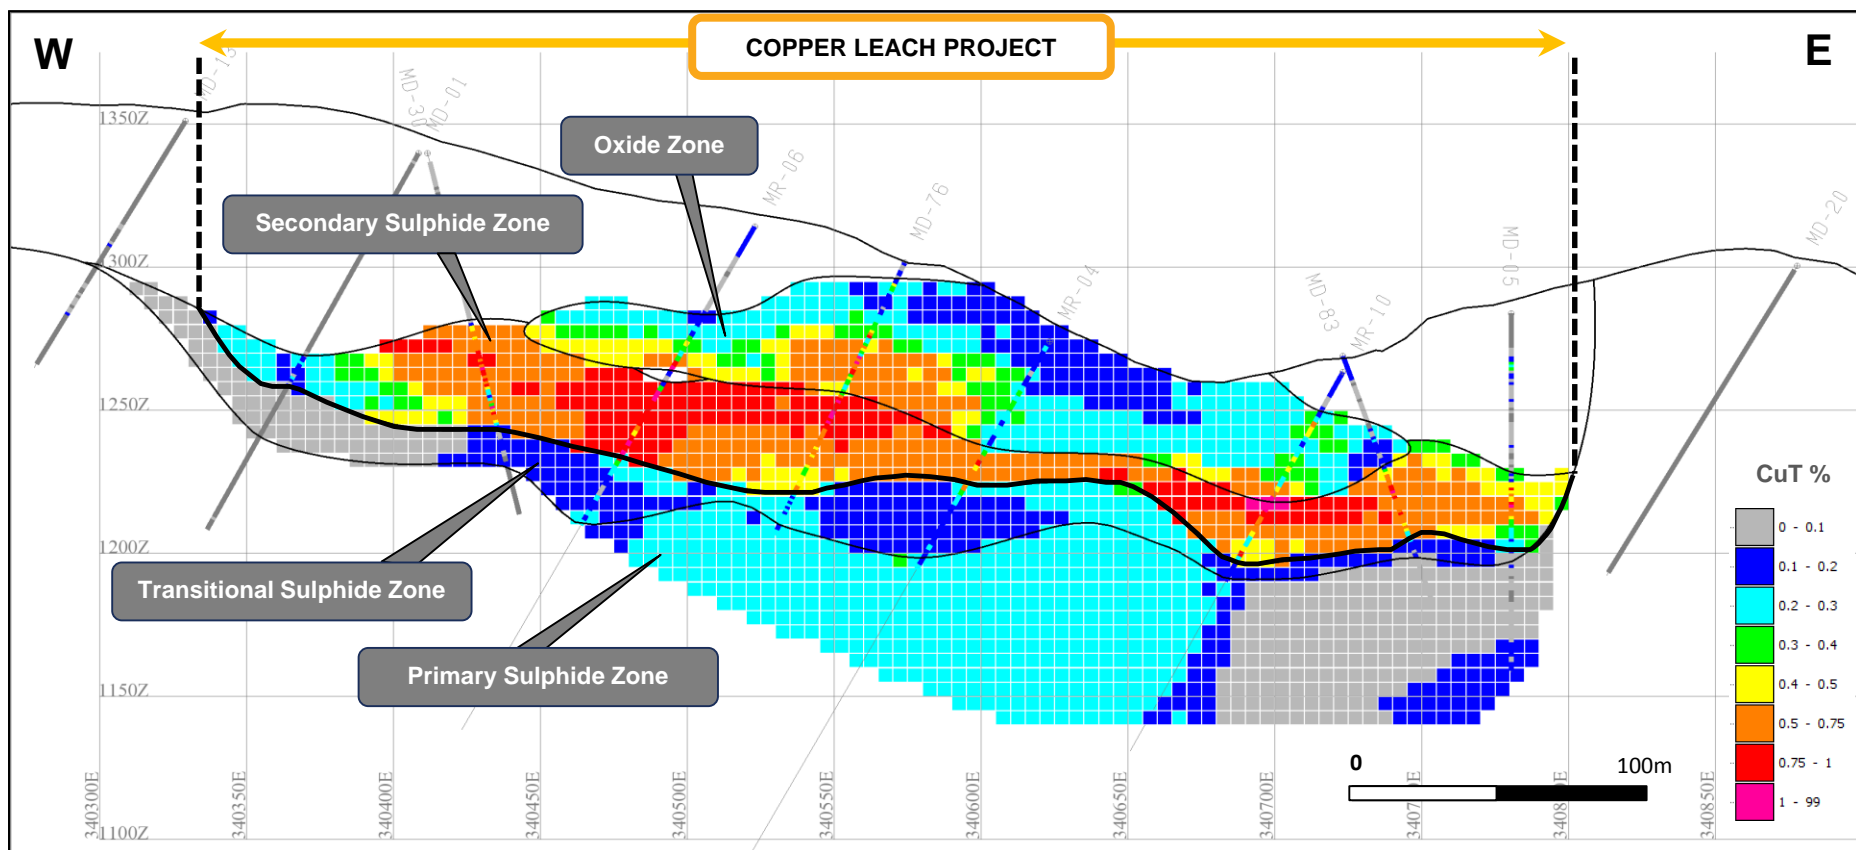 COPPER LEACH PROJECT
W
E
MD-13
MD-30
MD-01
MR-06
MD-76
MR-04
MD-83
MR-10
MD-05
MD-20
Oxide Zone
Secondary Sulphide Zone
Transitional Sulphide Zone
Primary Sulphide Zone
1350Z
1300Z
1250Z
1200Z
1150Z
1100Z
340300E
340350E
340400E
340450E
340500E
340550E
340600E
340650E
340700E
340850E
0
100m
CuT %
0 - 0.1
0.1 - 0.2
0.2 - 0.3
0.3 - 0.4
0.4 - 0.5
0.5 - 0.75
0.75 - 1
1 - 99